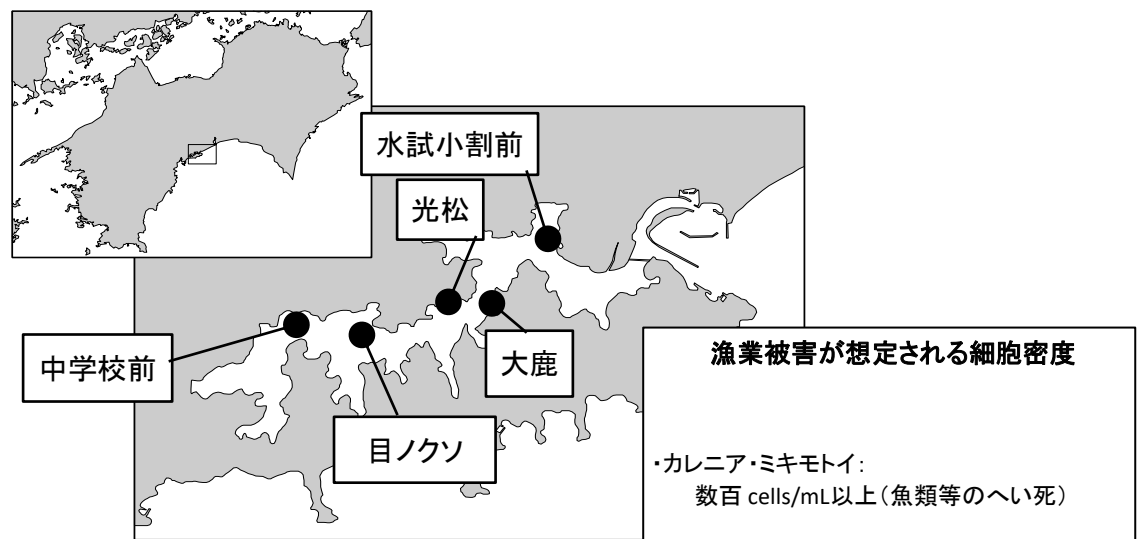 水試小割前
光松
中学校前
大鹿
目ノクソ
漁業被害が想定される細胞密度
・カレニア・ミキモトイ:
数百 cells/mL以上(魚類等のへい死)